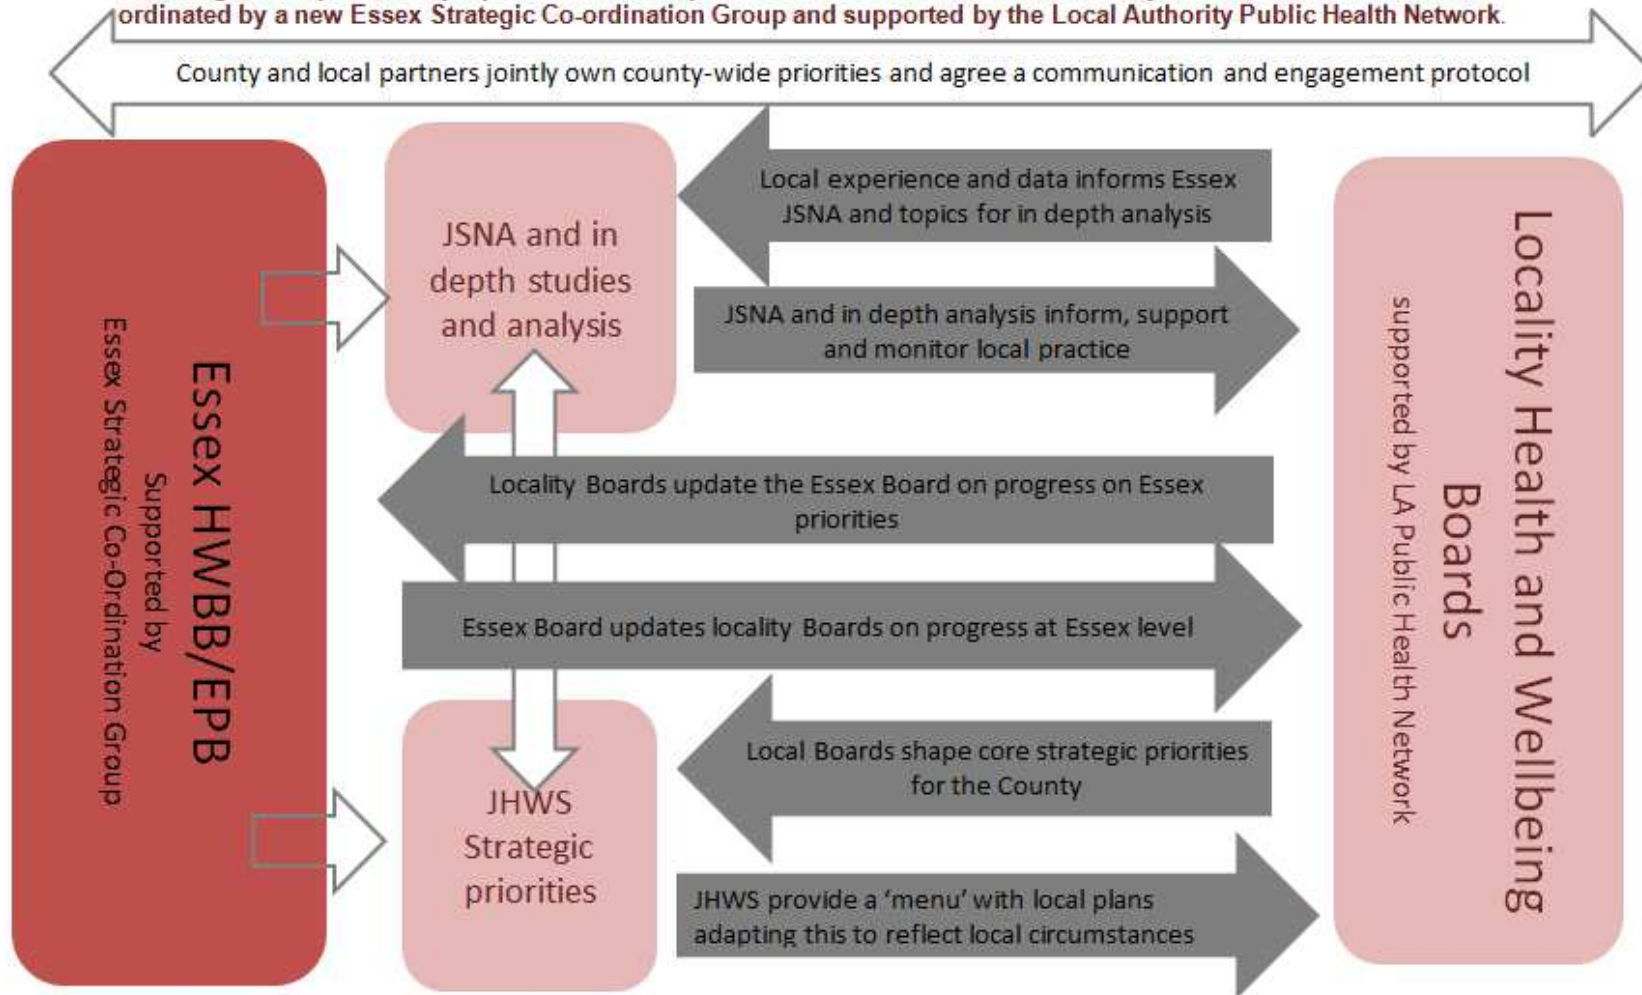 ordinated by a new Essex Strategic Co-ordination Group and supported by the Local Authority Public Health Network.
County and local partners jointly own county-wide priorities and agree a communication and engagement protocol
Essex HWBB/EPB
Supported by
Essex Strategic Co-Ordination Group
JSNA and in
depth studies
and analysis
Local experience and data informs Essex
JSNA and topics for in depth analysis
JSNA and in depth analysis inform, support
and monitor local practice
Locality Boards update the Essex Board on progress on Essex
priorities
Essex Board updates locality Boards on progress at Essex level
JHWS
Strategic
priorities
Local Boards shape core strategic priorities
for the County
JHWS provide a ‘menu’ with local plans
adapting this to reflect local circumstances
Locality Health and Wellbeing
Boards
supported by LA Public Health Network